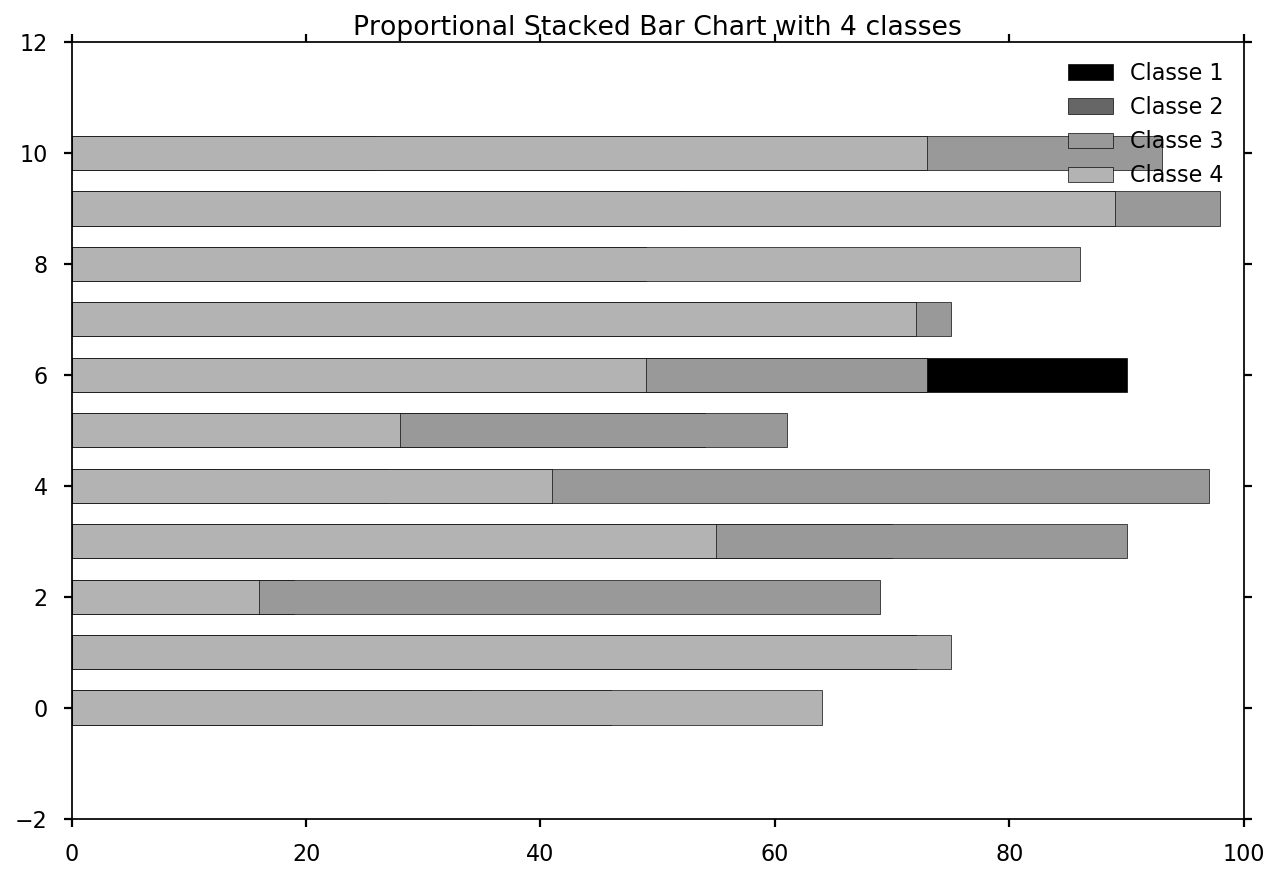 Proportional Stacked Bar Chart with 4 classes
12
10
8
6
4
2
0
−2
0 20 40 60 80 100
Classe 1
Classe 2
Classe 3
Classe 4